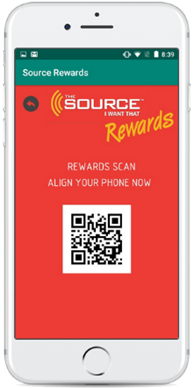 8:39
Source Rewards
THE
SOURCE
I WANT THAT
Rewards
REWARDS SCAN
ALIGN YOUR PHONE NOW